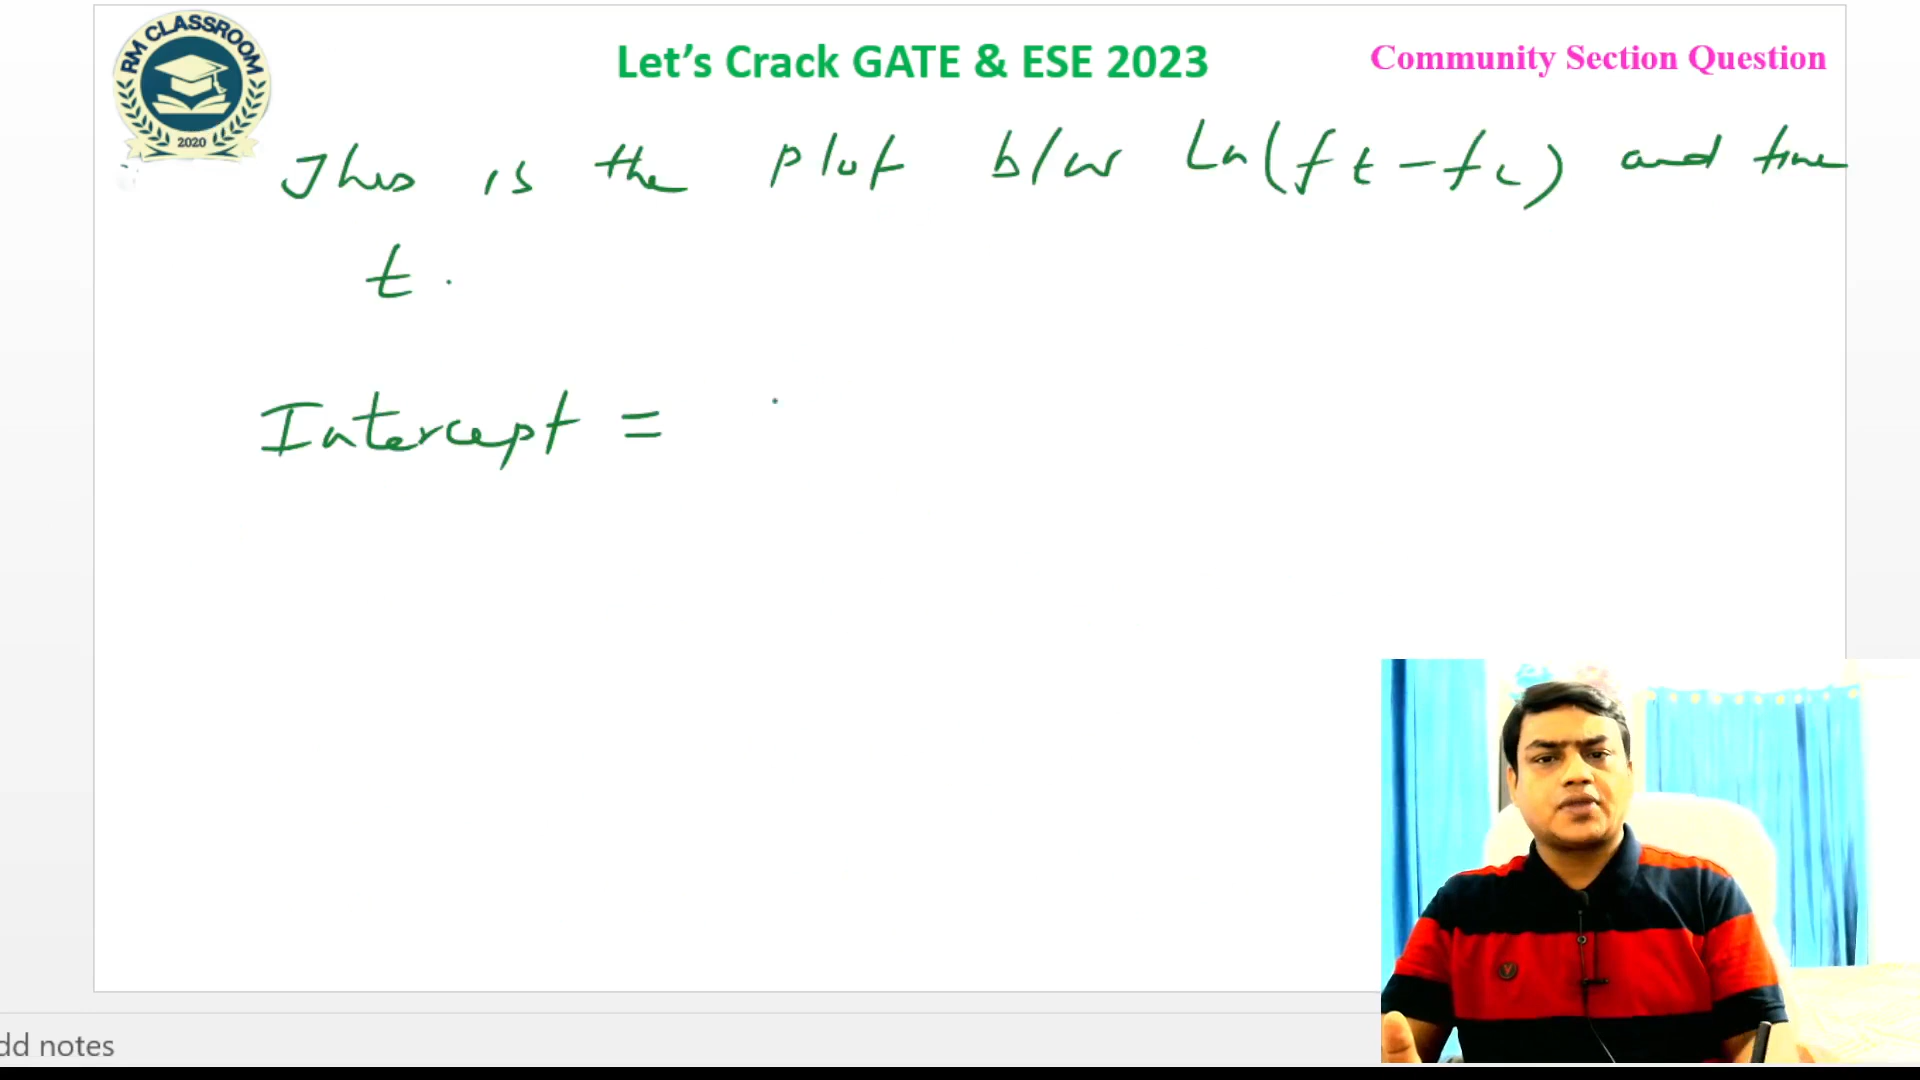 RM CLASSROOM
2020
Let's Crack GATE & ESE 2023
Community Section Question
This is the plot b/w Ln(ft-fc) and time
t.
Intercept =
dd notes